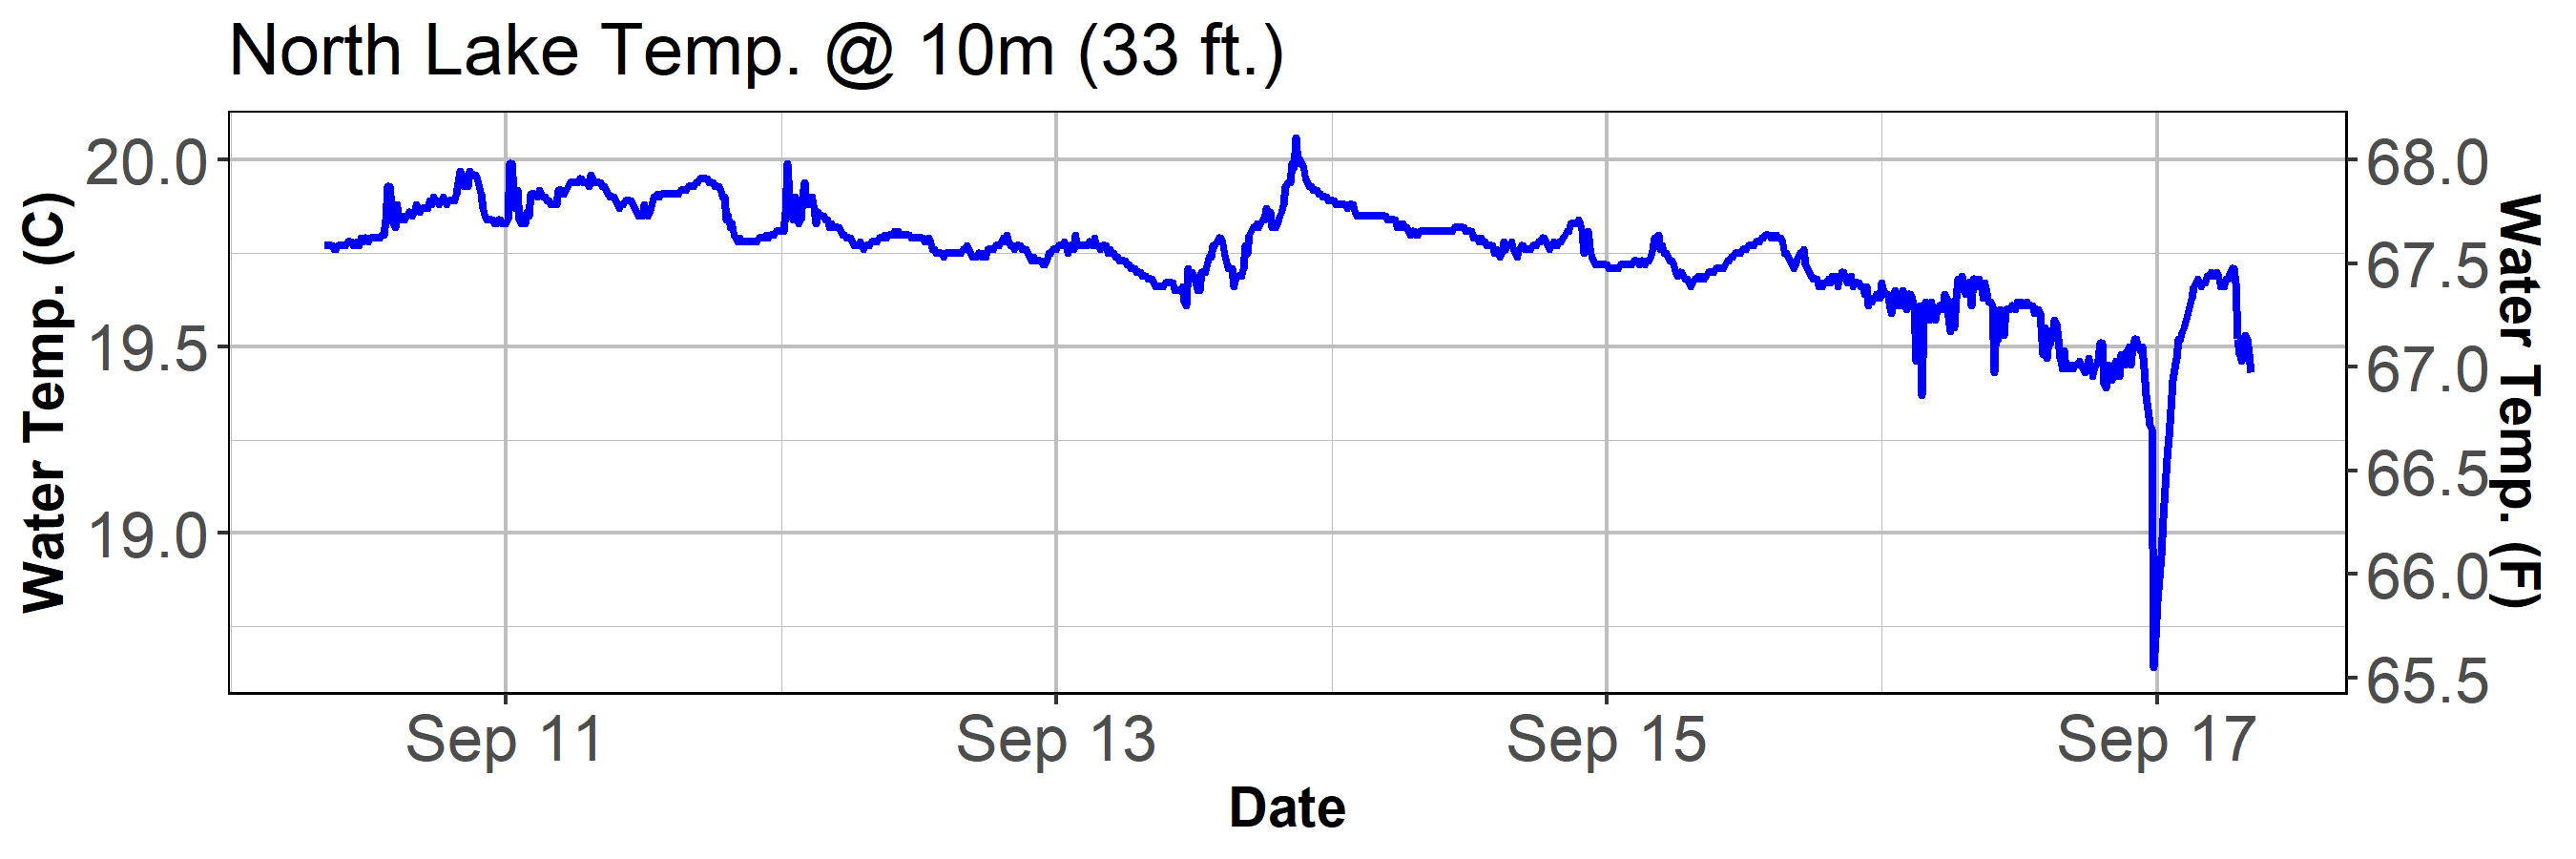 North Lake Temp. @ 10m (33 ft.)
Water Temp. (C)
20.0
19.5
19.0
68.0
67.5
67.0
66.5
66.0
65.5
Water Temp. (F)
Sep 11
Sep 13
Sep 15
Sep 17
Date